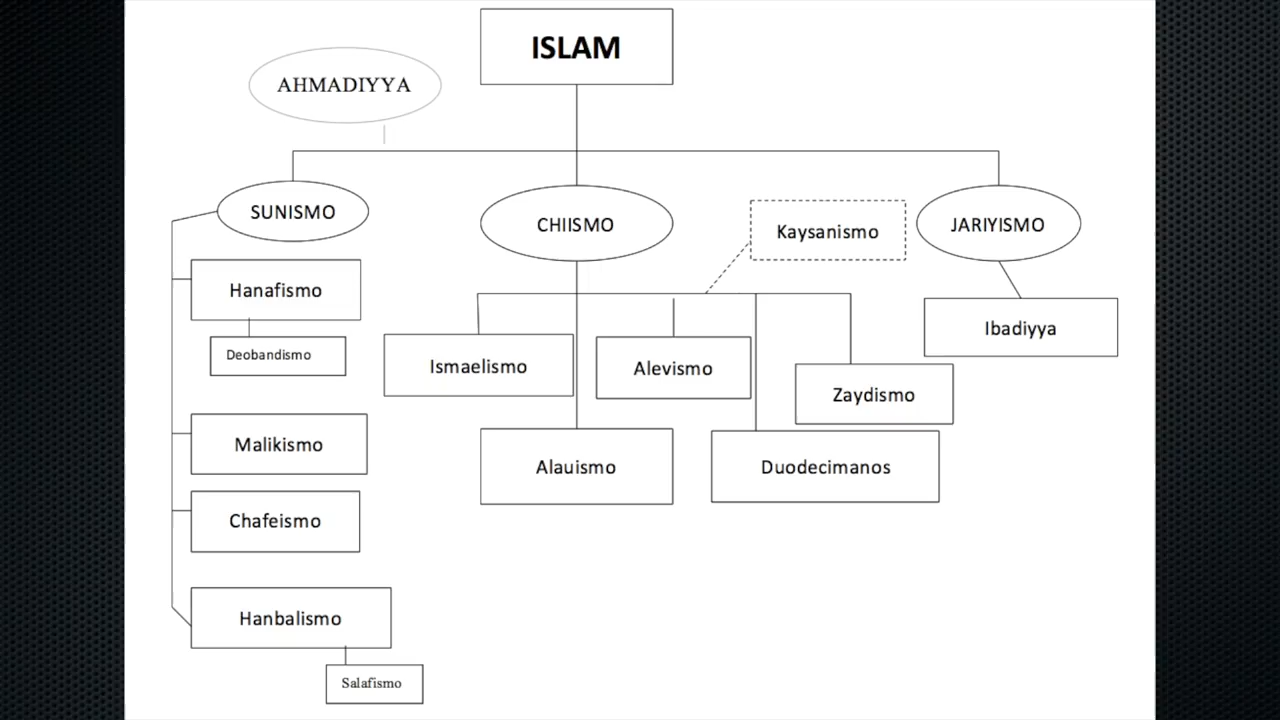 ISLAM
AHMADIYYA
SUNISMO
CHIISMO
Kaysanismo
JARIYISMO
Hanafismo
Deobandismo
Malikismo
Chafeismo
Hanbalismo
Salafismo
Ismaelismo
Alevismo
Zaydismo
Alauismo
Duodecimanos
Ibadiyya